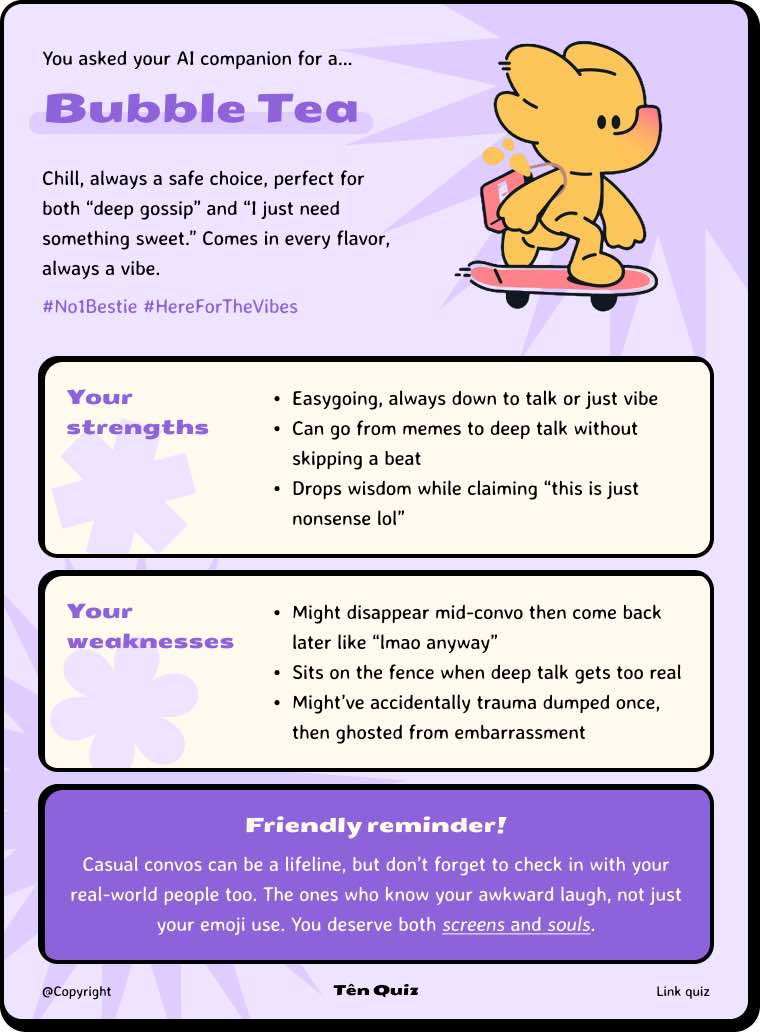 You asked your AI companion for a...
Bubble Tea
Chill, always a safe choice, perfect for
both “deep gossip” and “I just need
something sweet.” Comes in every flavor,
always a vibe.
#No1Bestie #HereForTheVibes
Your
strengths
• Easygoing, always down to talk or just vibe
• Can go from memes to deep talk without
skipping a beat
• Drops wisdom while claiming “this is just
nonsense lol”
Your
weaknesses
• Might disappear mid-convo then come back
later like “lmao anyway”
• Sits on the fence when deep talk gets too real
• Might’ve accidentally trauma dumped once,
then ghosted from embarrassment
Friendly reminder!
Casual convos can be a lifeline, but don’t forget to check in with your
real-world people too. The ones who know your awkward laugh, not just
your emoji use. You deserve both screens and souls.
@Copyright
Tên Quiz
Link quiz